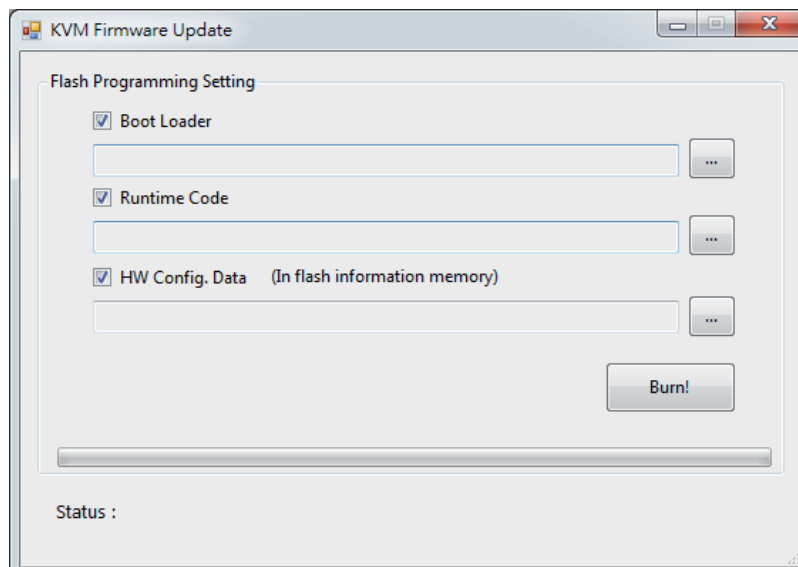 KVM Firmware Update
Flash Programming Setting
Boot Loader
...
Runtime Code
...
HW Config. Data (In flash information memory)
...
Burn!
Status :